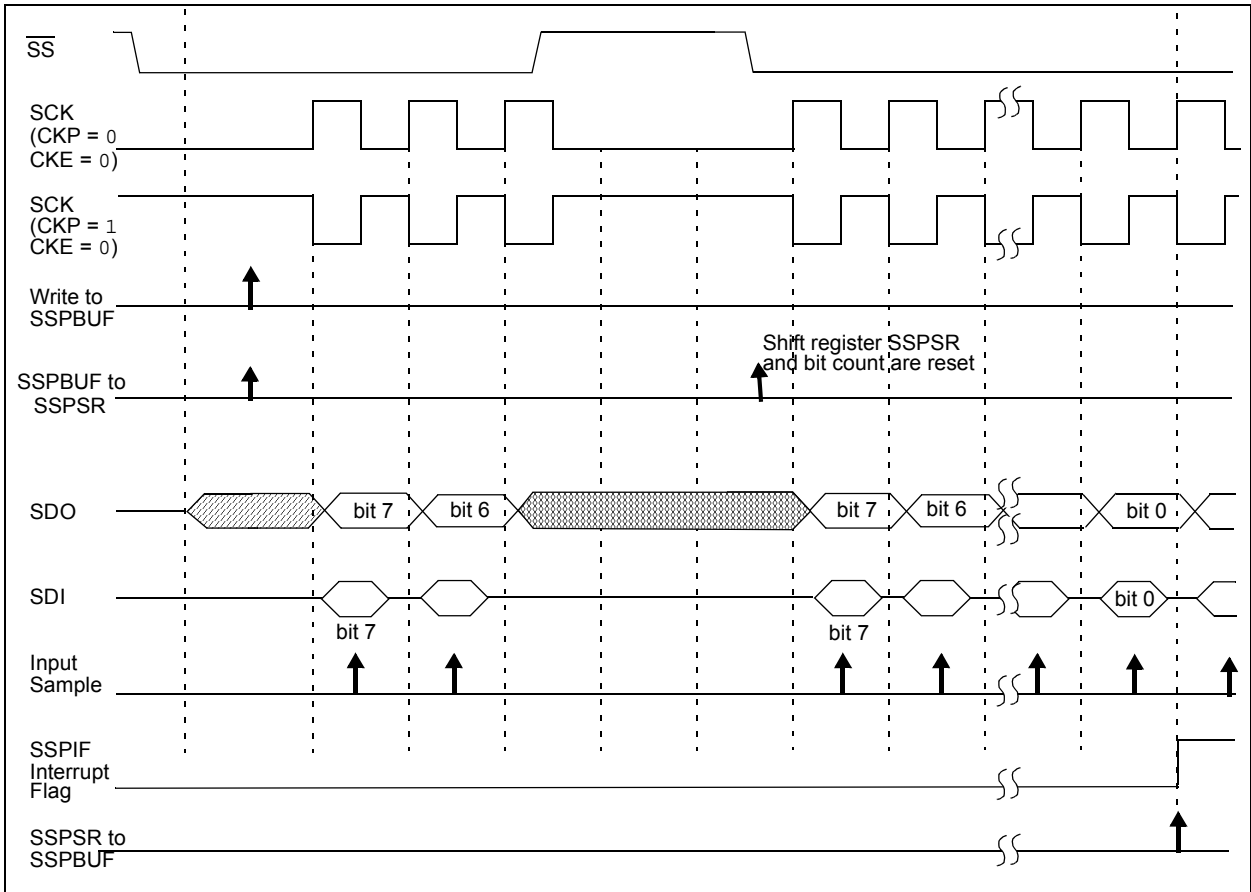 SS
SCK
(CKP = 0
CKE = 0)
SCK
(CKP = 1
CKE = 0)
Write to
SSPBUF
Shift register SSPSR
and bit count are reset
SSPBUF to
SSPSR
SDO
bit 7
bit 6
bit 7
bit 6
bit 0
SDI
bit 0
bit 7
bit 7
Input
Sample
SSPIF
Interrupt
Flag
SSPSR to
SSPBUF